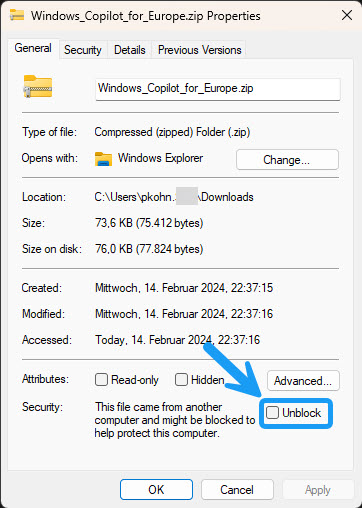 Windows_Copilot_for_Europe.zip Properties
General Security Details Previous Versions
Windows_Copilot_for_Europe.zip
Type of file: Compressed (zipped) Folder (.zip)
Opens with: Windows Explorer Change...
Location: C:\Users\pkohn. \Downloads
Size: 73,6 KB (75.412 bytes)
Size on disk: 76,0 KB (77.824 bytes)
Created: Mittwoch, 14. Februar 2024, 22:37:15
Modified: Mittwoch, 14. Februar 2024, 22:37:16
Accessed: Today, 14. Februar 2024, 22:37:16
Attributes: Read-only Hidden Advanced...
Security: This file came from another Unblock
computer and might be blocked to
help protect this computer.
OK Cancel Apply